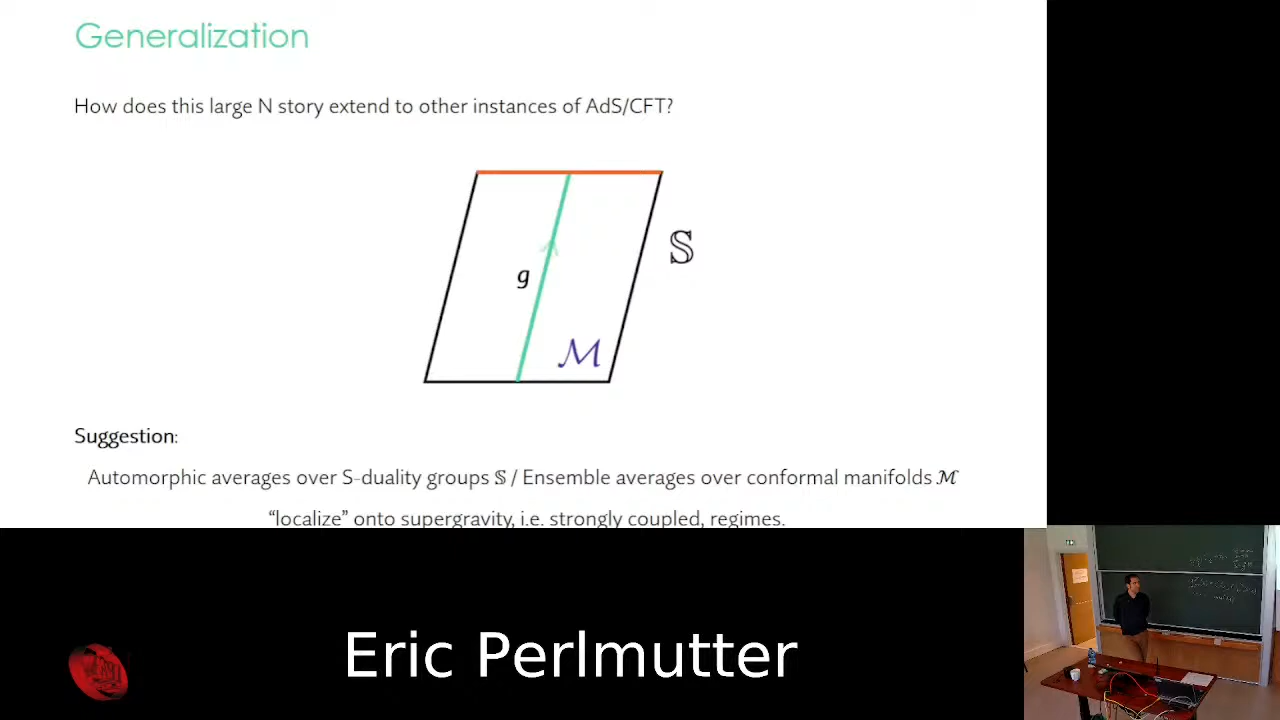 Generalization
How does this large N story extend to other instances of AdS/CFT?
𝕊
g
ℳ
Suggestion:
Automorphic averages over S-duality groups 𝕊 / Ensemble averages over conformal manifolds ℳ
“localize” onto supergravity, i.e. strongly coupled, regimes.
Eric Perlmutter